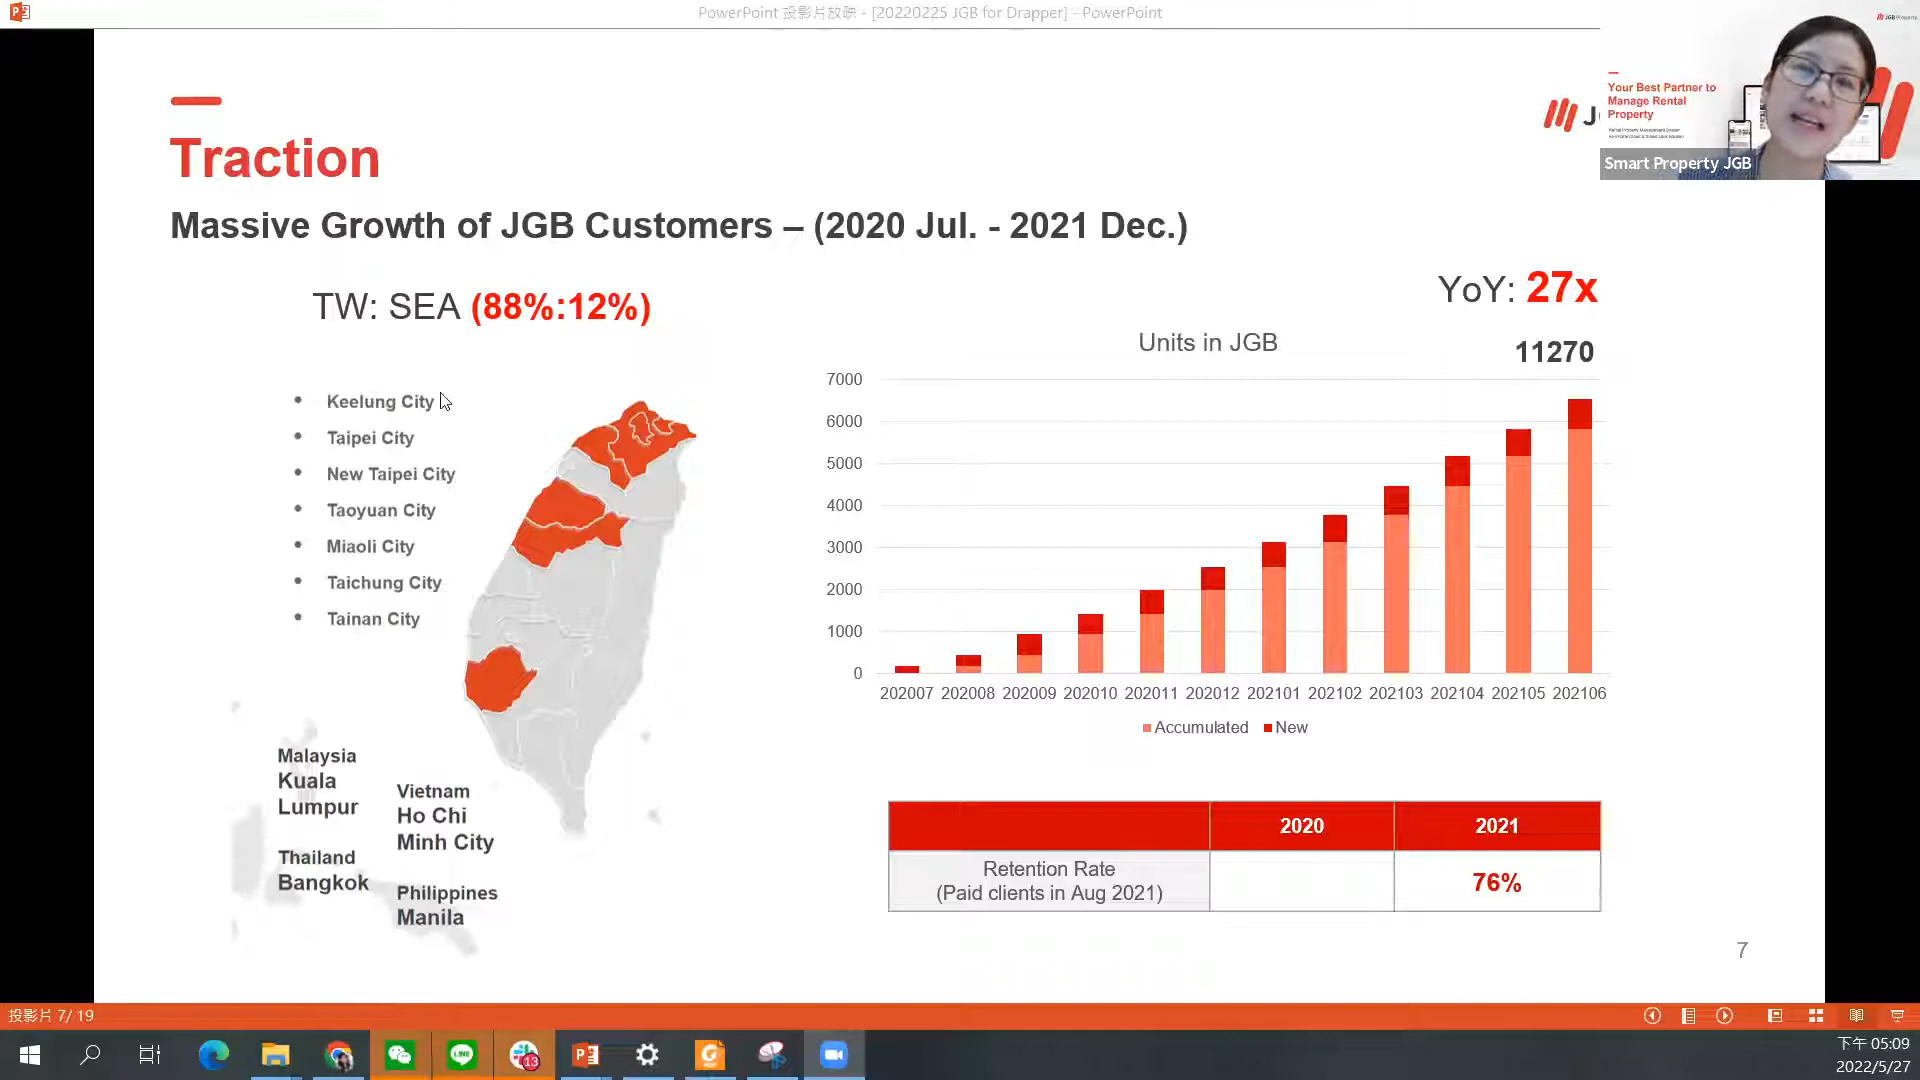 PowerPoint 投影片放映 - [20220225 JGB for Drapper] - PowerPoint
Traction
Massive Growth of JGB Customers – (2020 Jul. - 2021 Dec.)
TW: SEA (88%:12%)
• Keelung City
• Taipei City
• New Taipei City
• Taoyuan City
• Miaoli City
• Taichung City
• Tainan City
Malaysia
Kuala
Lumpur
Thailand
Bangkok
Vietnam
Ho Chi
Minh City
Philippines
Manila
YoY: 27x
Units in JGB
11270
7000
6000
5000
4000
3000
2000
1000
0
202007 202008 202009 202010 202011 202012 202101 202102 202103 202104 202105 202106
Accumulated New
2020 2021
Retention Rate
(Paid clients in Aug 2021)
76%
7
Your Best Partner to
Manage Rental
Property
Smart Property JGB
投影片 7/ 19
13
下午 05:09
2022/5/27